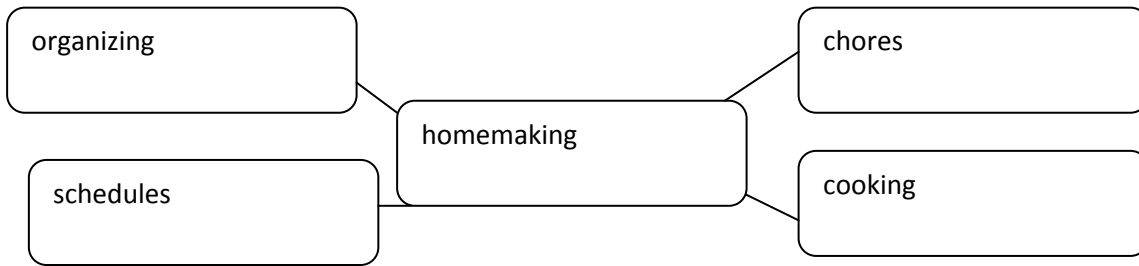 organizing
chores
homemaking
schedules
cooking